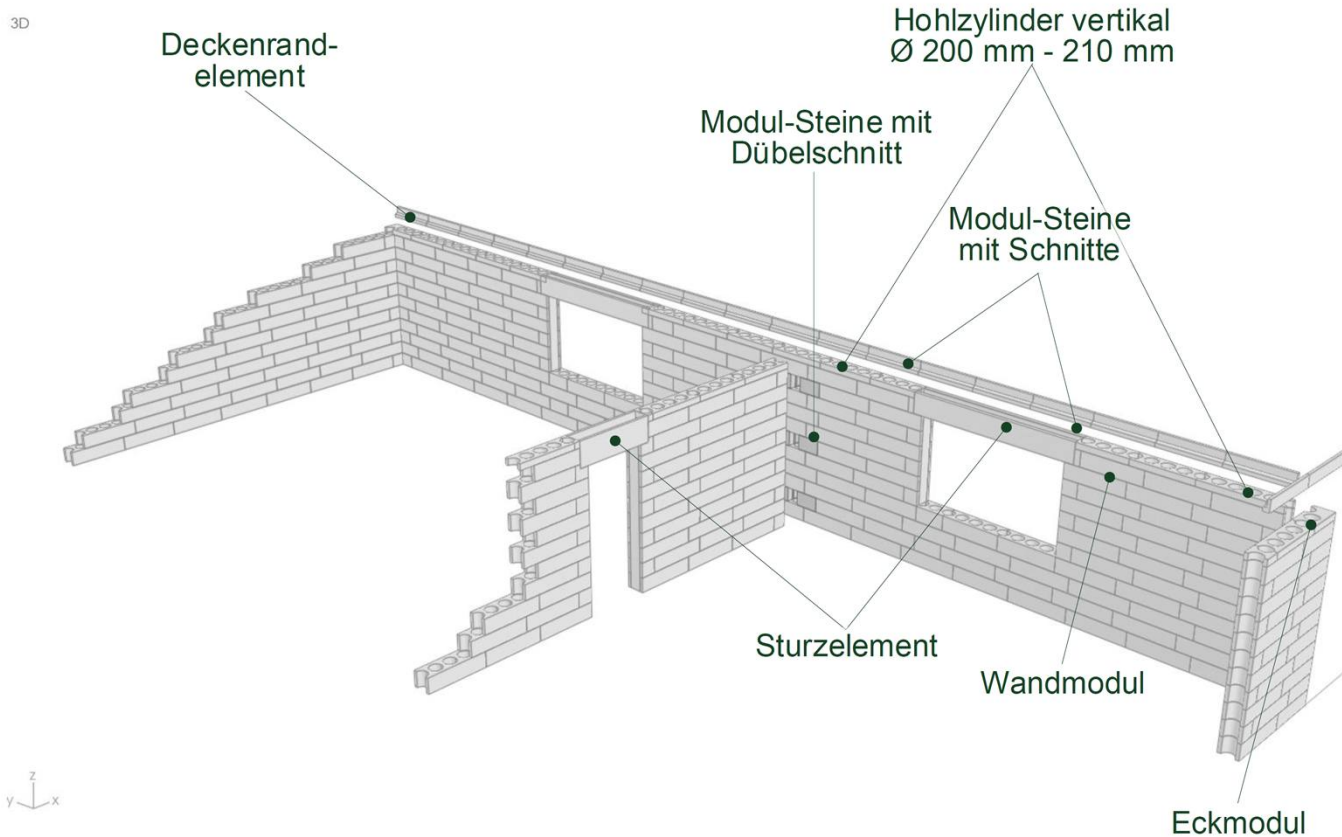 3D
Deckenrand-
element
Hohlzylinder vertikal
Ø 200 mm - 210 mm
Modul-Steine mit
Dübelschnitt
Modul-Steine
mit Schnitte
Sturzelement
Wandmodul
Eckmodul
z
y x